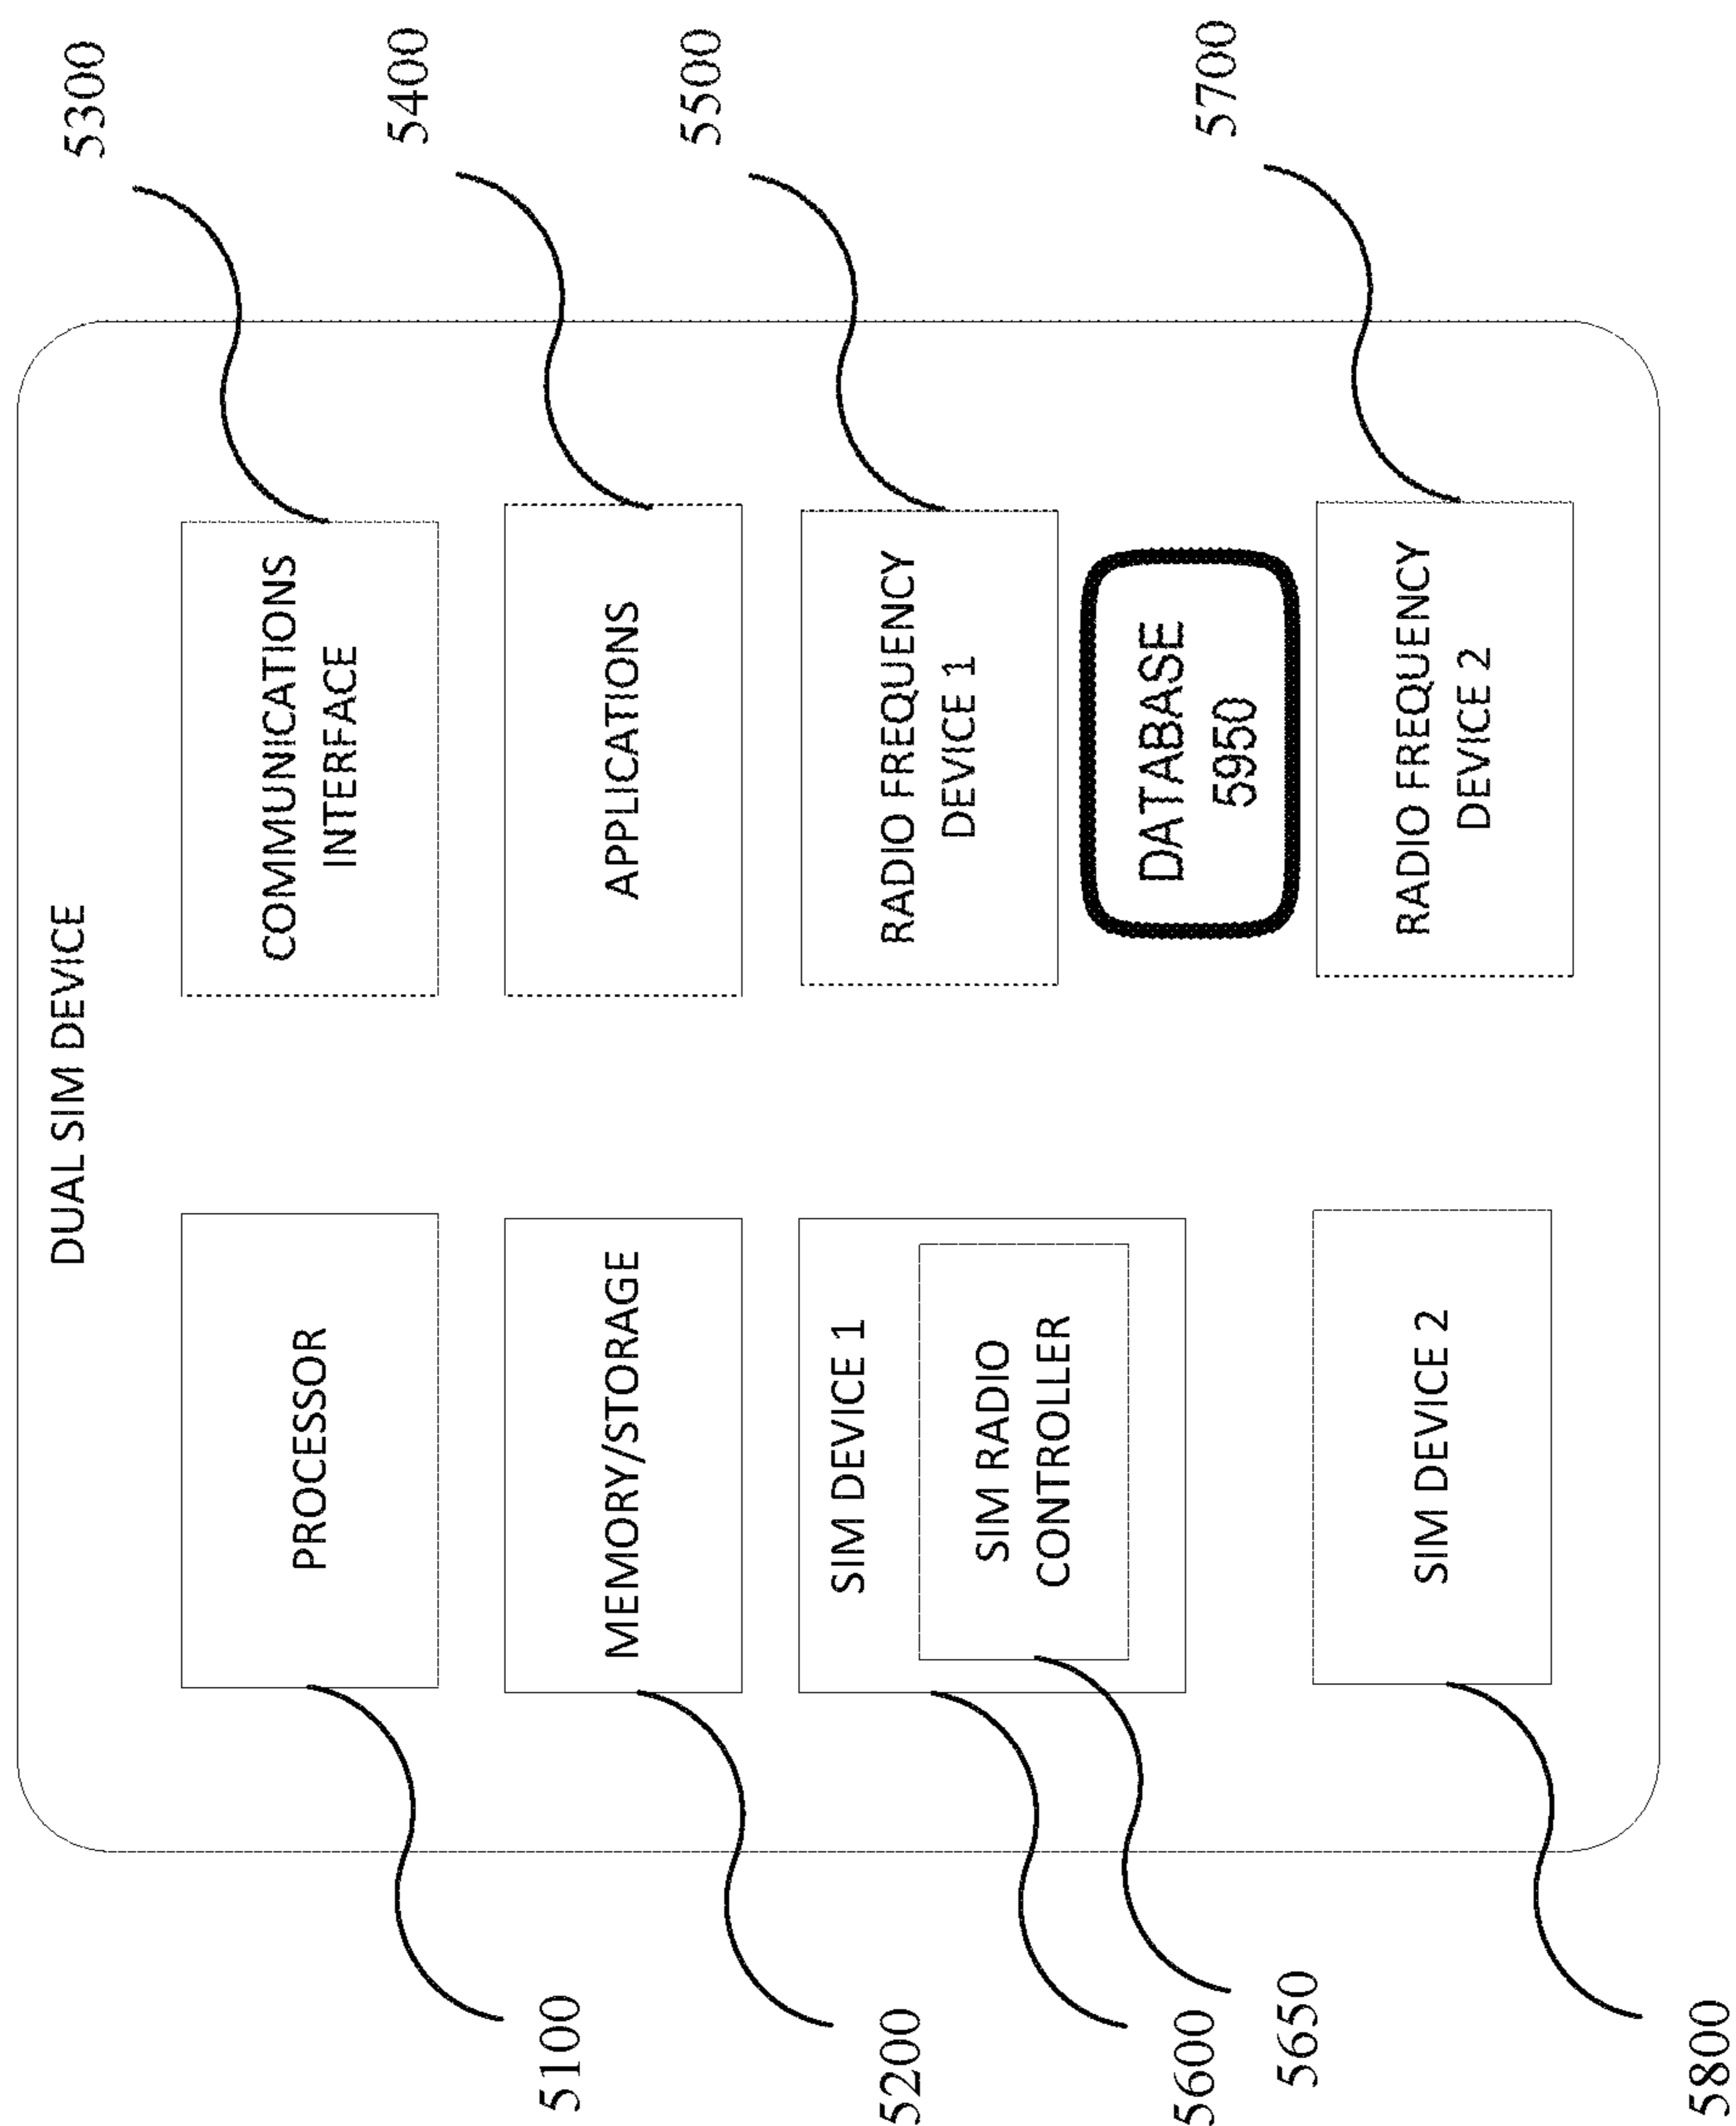 DUAL SIM DEVICE
5100
PROCESSOR
COMMUNICATIONS
INTERFACE
5300
5200
MEMORY/STORAGE
APPLICATIONS
5400
5600
SIM DEVICE 1
5650
SIM RADIO
CONTROLLER
RADIO FREQUENCY
DEVICE 1
5500
DATABASE
5950
5800
SIM DEVICE 2
RADIO FREQUENCY
DEVICE 2
5700